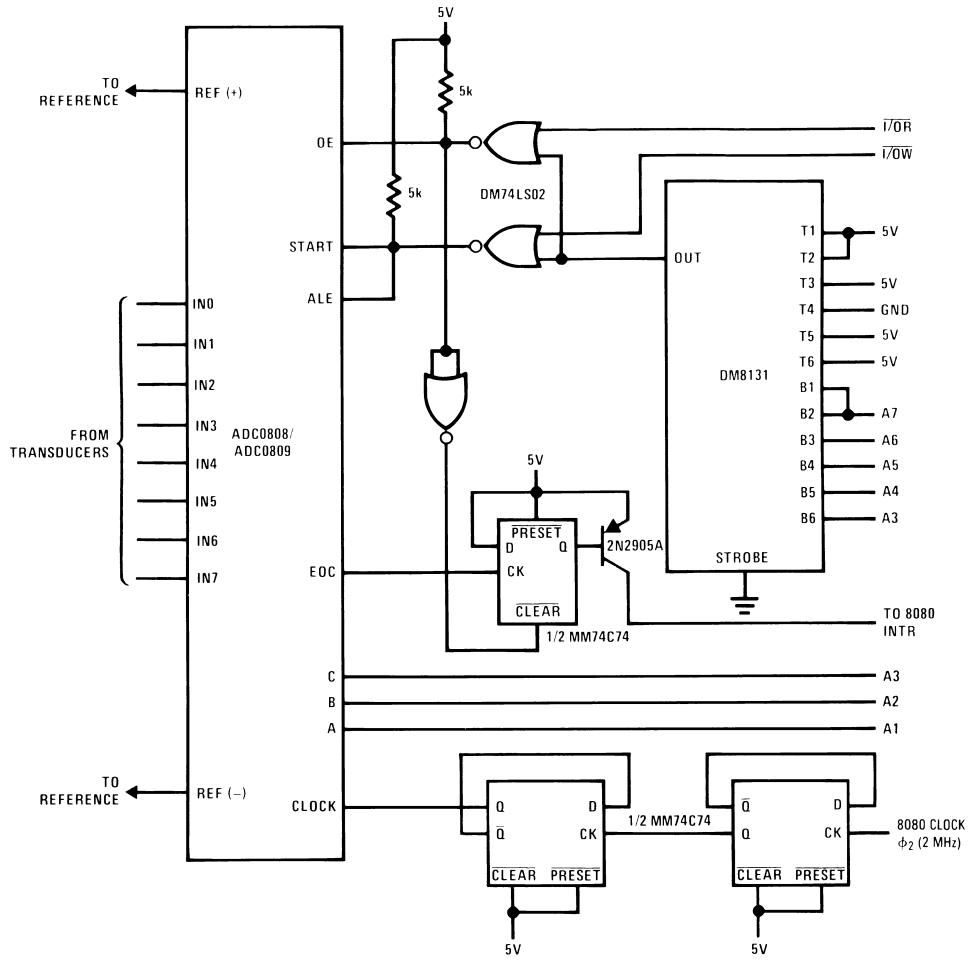 5V
TO
REFERENCE
REF (+)
5k
OE
I/OR
I/OW
5k
DM74LS02
START
OUT
T1
5V
T2
T3
5V
ALE
T4
GND
IN0
T5
5V
IN1
T6
5V
DM8131
IN2
B1
B2
A7
FROM
TRANSDUCERS
IN3
ADC0808/
ADC0809
B3
A6
IN4
B4
A5
5V
IN5
B5
A4
B6
A3
IN6
PRESET
D
Q
2N2905A
STROBE
IN7
EOC
CK
CLEAR
TO 8080
INTR
1/2 MM74C74
C
A3
B
A2
A
A1
TO
REFERENCE
REF (–)
CLOCK
Q
D
Q
CK
CLEAR
PRESET
1/2 MM74C74
Q
D
Q
CK
CLEAR
PRESET
8080 CLOCK
ϕ2 (2 MHz)
5V
5V